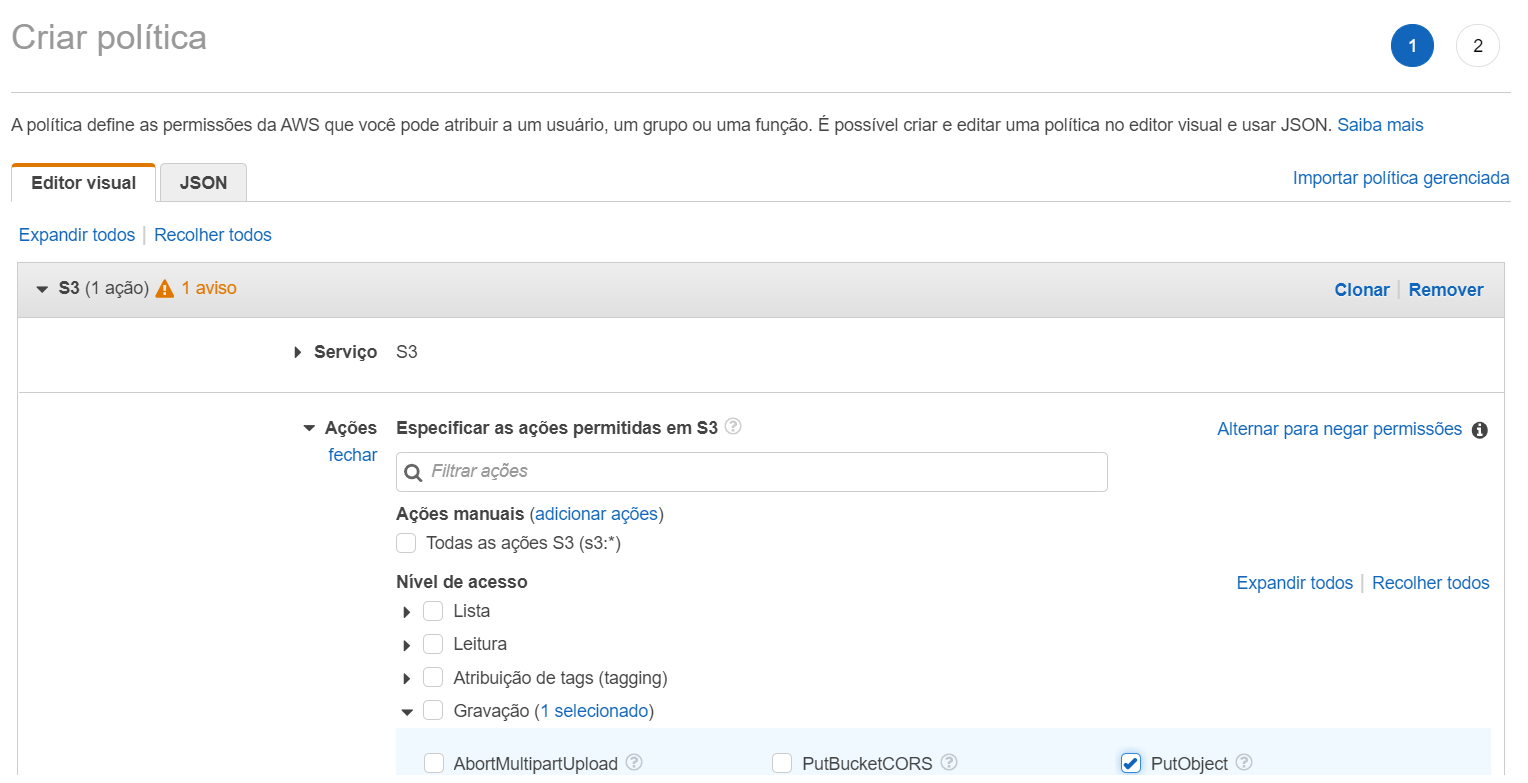 Criar política
1
2
A política define as permissões da AWS que você pode atribuir a um usuário, um grupo ou uma função. É possível criar e editar uma política no editor visual e usar JSON. Saiba mais
Editor visual
JSON
Importar política gerenciada
Expandir todos | Recolher todos
S3 (1 ação) 1 aviso
Clonar | Remover
Serviço S3
Ações
fechar
Especificar as ações permitidas em S3 ?
Alternar para negar permissões i
Filtrar ações
Ações manuais (adicionar ações)
Todas as ações S3 (s3:*)
Nível de acesso
Expandir todos | Recolher todos
Lista
Leitura
Atribuição de tags (tagging)
Gravação (1 selecionado)
AbortMultipartUpload ?
PutBucketCORS ?
PutObject ?